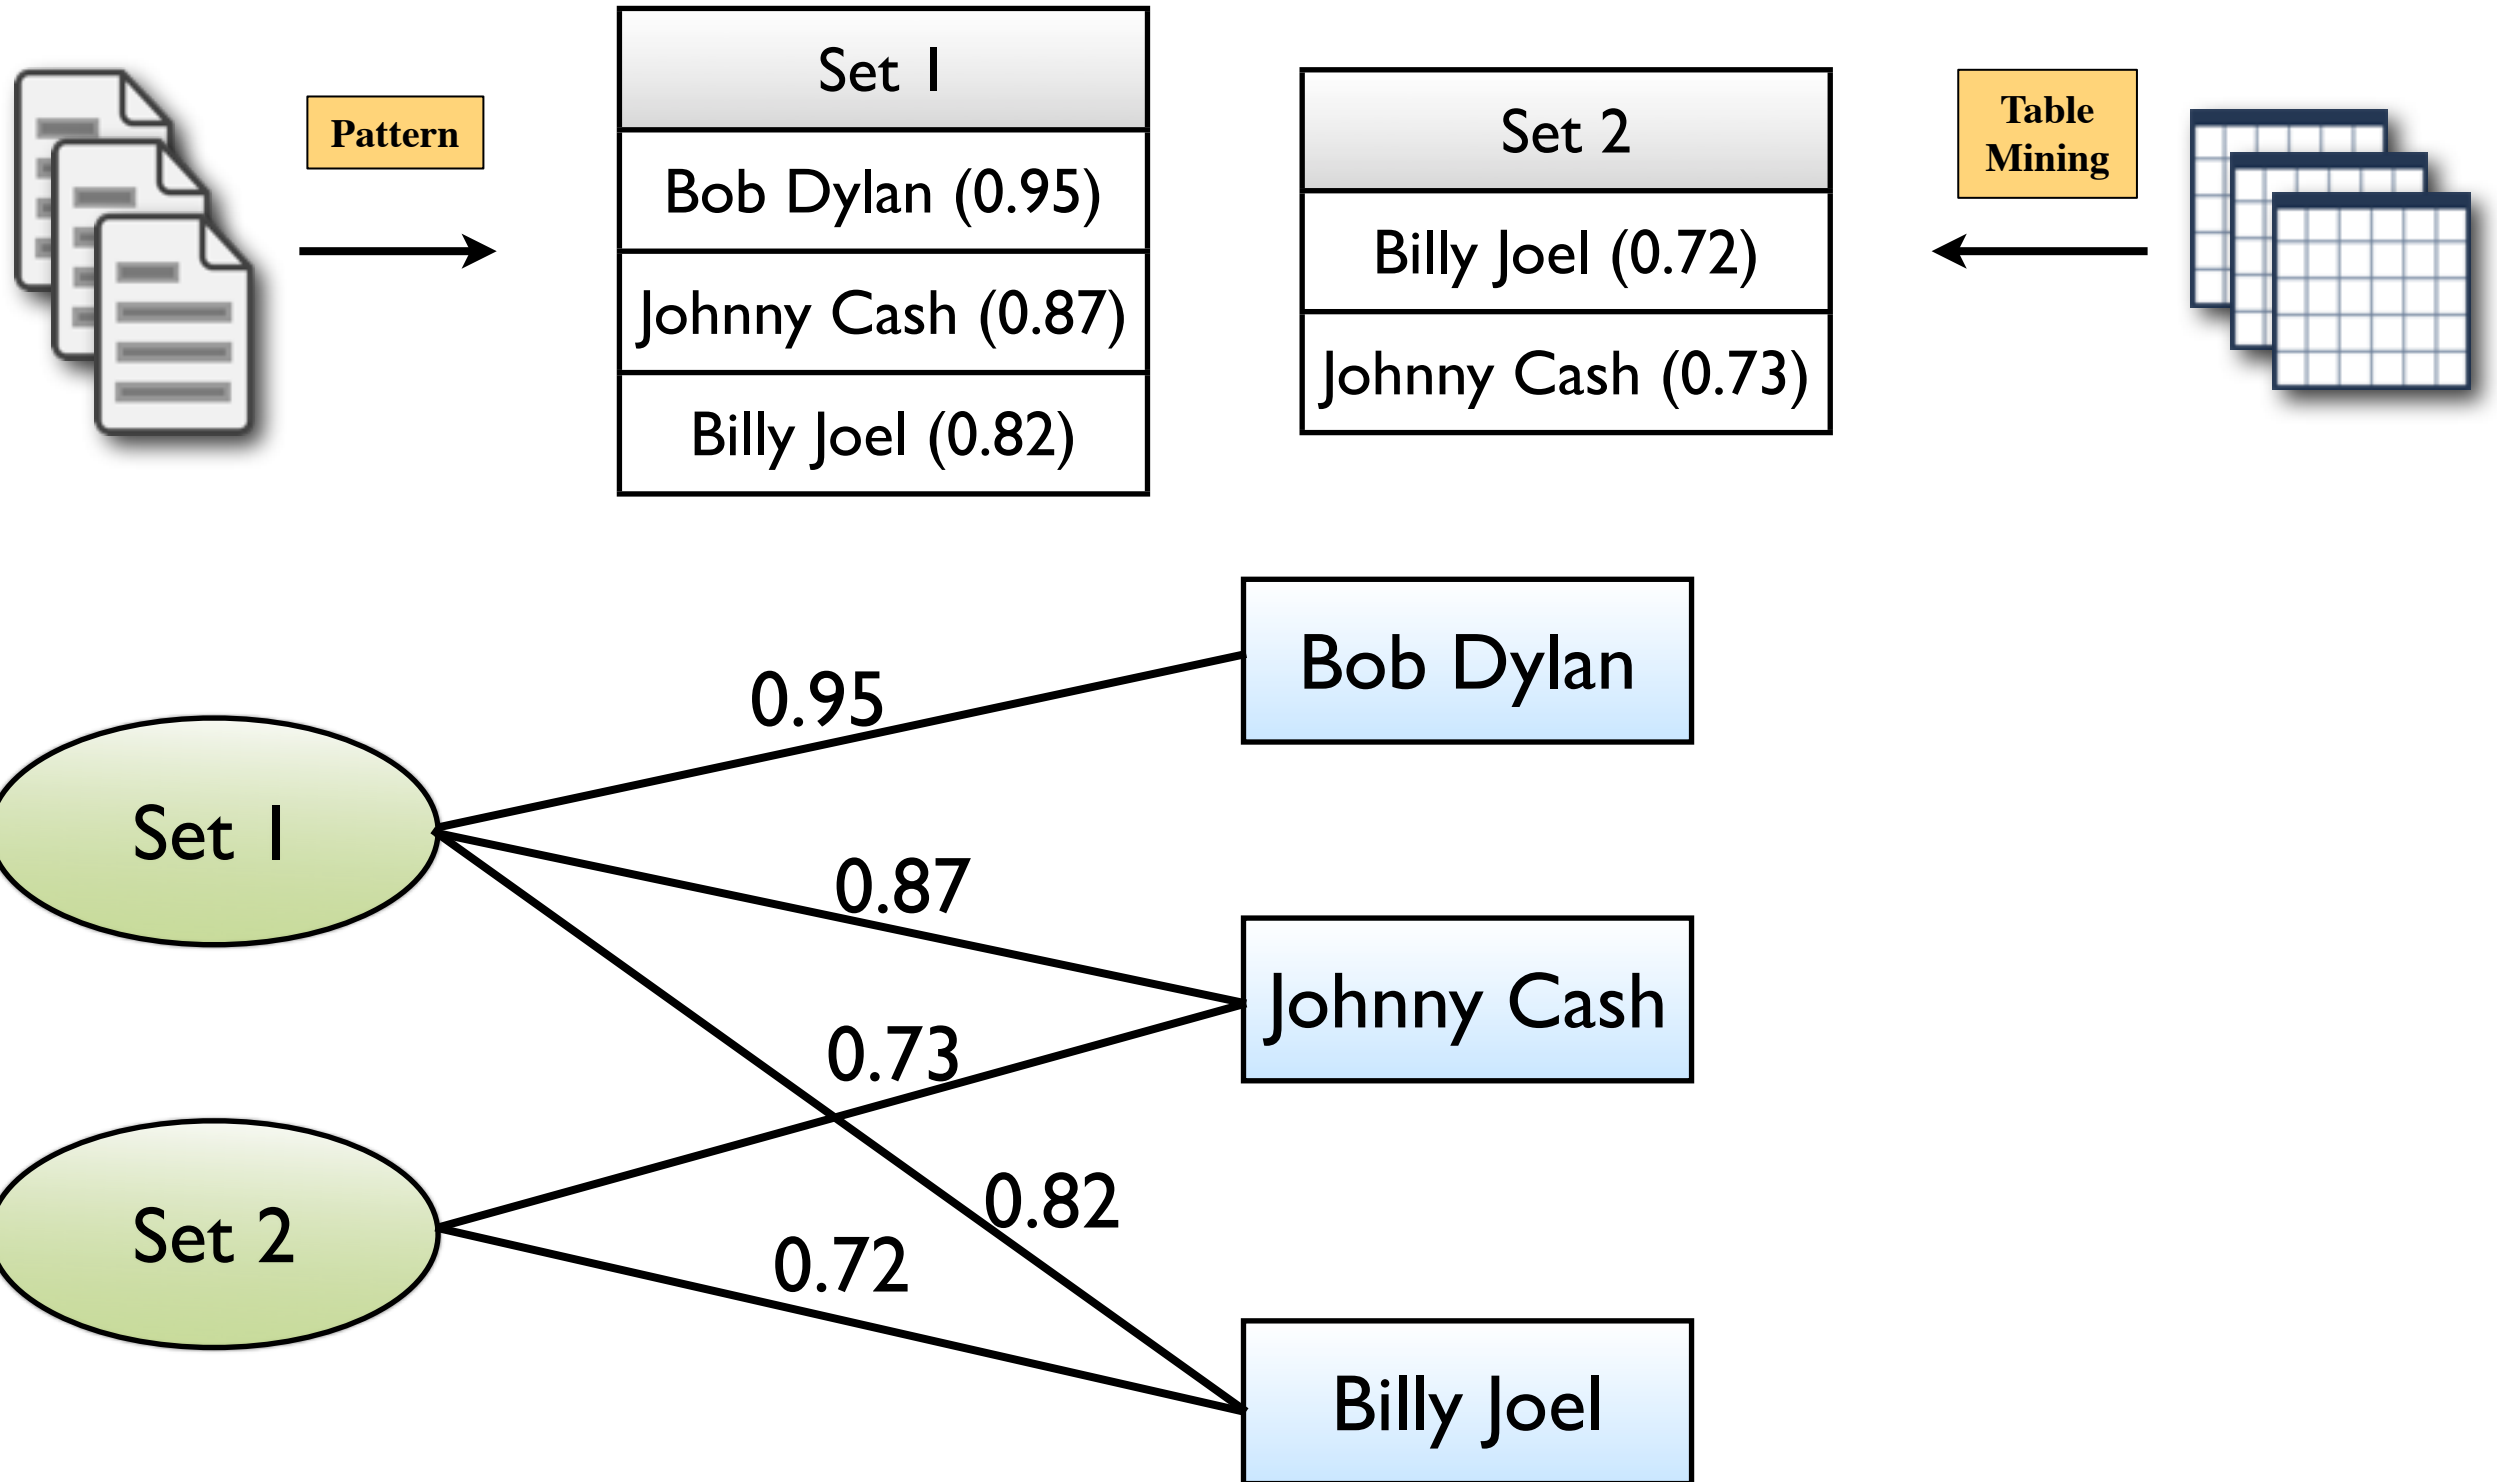 Pattern
Set 1
Bob Dylan (0.95)
Johnny Cash (0.87)
Billy Joel (0.82)
Set 2
Billy Joel (0.72)
Johnny Cash (0.73)
Table
Mining
Set 1
Set 2
0.95
0.87
0.73
0.82
0.72
Bob Dylan
Johnny Cash
Billy Joel